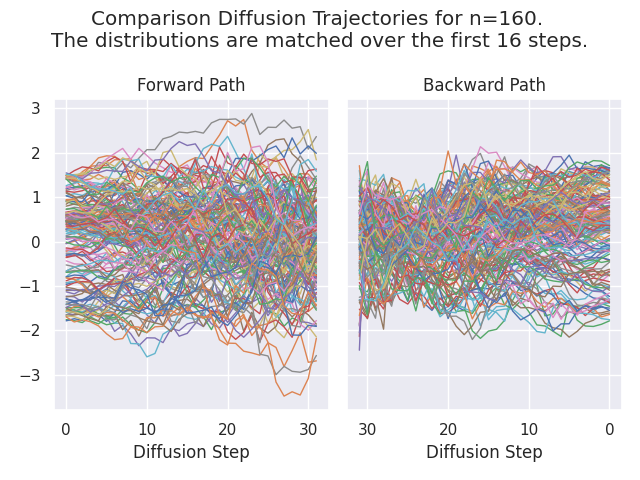 Comparison Diffusion Trajectories for n=160.
The distributions are matched over the first 16 steps.
Forward Path
Backward Path
3
2
1
0
−1
−2
−3
0 10 20 30
30 20 10 0
Diffusion Step
Diffusion Step